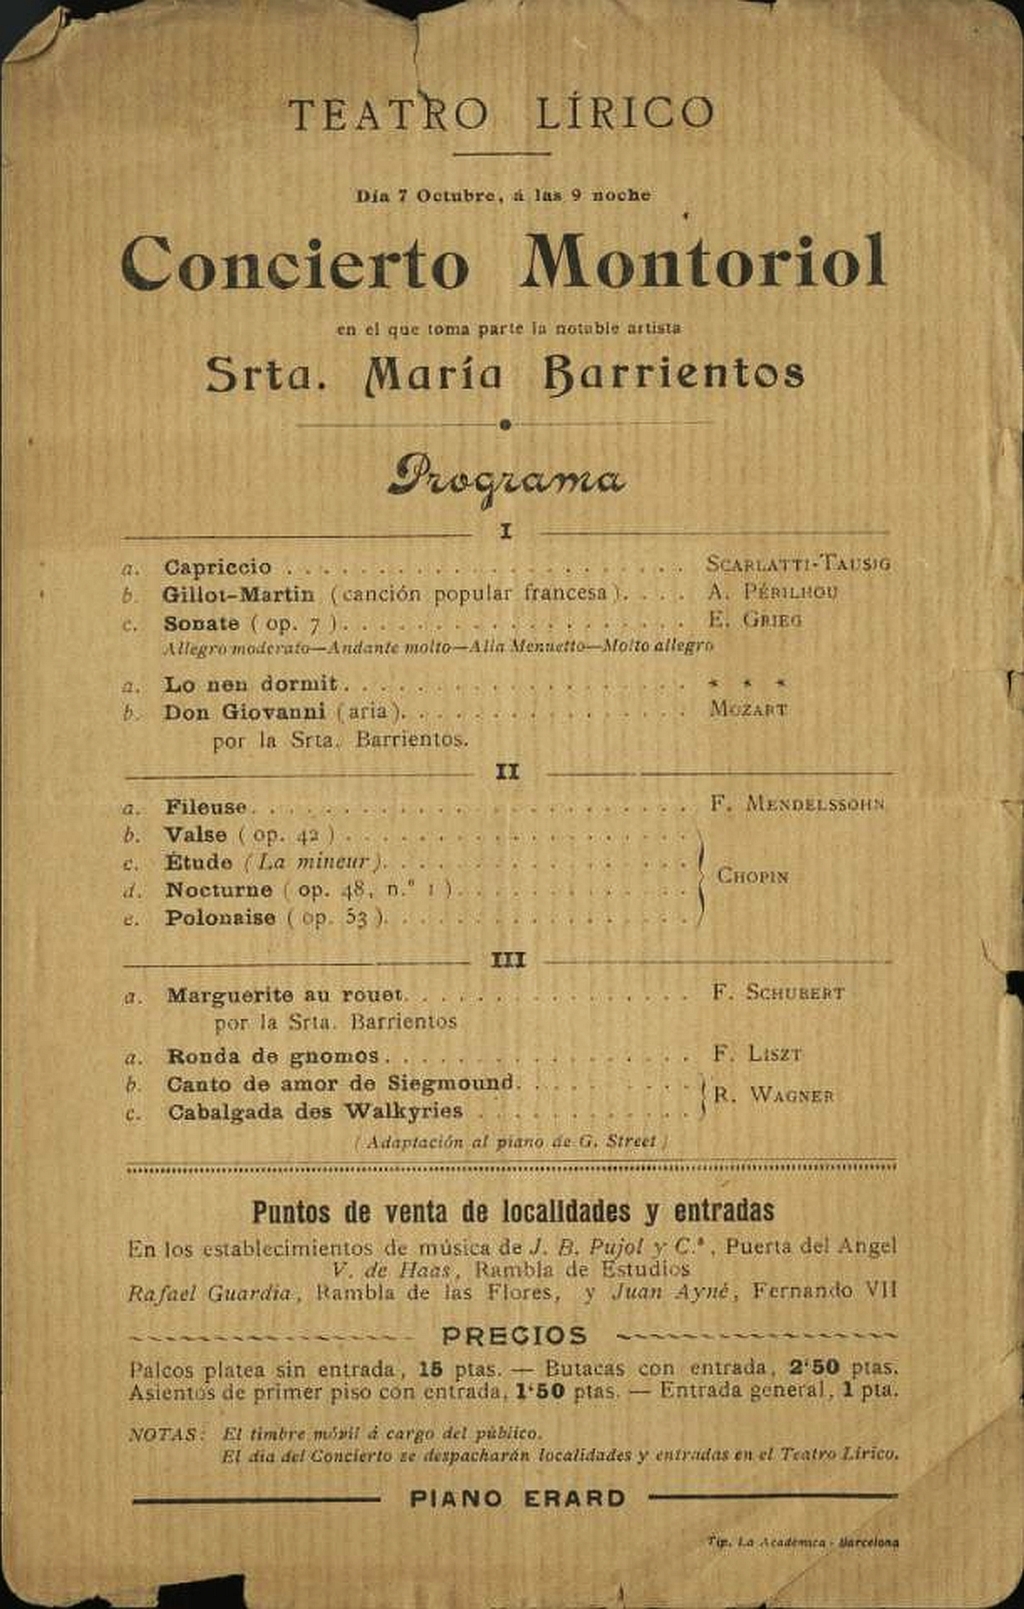 TEATRO LÍRICO
Día 7 Octubre, á las 9 noche
Concierto Montoriol
en el que toma parte la notable artista
Srta. María Barrientos
Programa
I
a. Capriccio . . . . . . . . . . . . . . . . . . . . SCARLATTI-TAUSIG
b. Gillot-Martin (canción popular francesa). . . . A. PÉRILHOU
c. Sonate ( op. 7 ). . . . . . . . . . . . . . . . . . E. GRIEG
Allegro moderato—Andante molto—Alla Menuetto—Molto allegro
a. Lo nen dormit. . . . . . . . . . . . . . . . . . * * *
b. Don Giovanni (aria). . . . . . . . . . . . . . . MOZART
por la Srta. Barrientos.
II
a. Fileuse. . . . . . . . . . . . . . . . . . . . . . F. MENDELSSOHN
b. Valse ( op. 42 ) . . . . . . . . . . . . . . . . . .
c. Étude (La mineur). . . . . . . . . . . . . . . .
CHOPIN
d. Nocturne ( op. 48, n.º 1 ). . . . . . . . . . . .
e. Polonaise ( op. 53 ). . . . . . . . . . . . . . . .
III
a. Marguerite au rouet. . . . . . . . . . . . . . . F. SCHUBERT
por la Srta. Barrientos
a. Ronda de gnomos. . . . . . . . . . . . . . . . F. LISZT
b. Canto de amor de Siegmound. . . . . . . . . .
R. WAGNER
c. Cabalgada des Walkyries . . . . . . . . . . . .
( Adaptación al piano de G. Street )
Puntos de venta de localidades y entradas
En los establecimientos de música de J. B. Pujol y C.ª, Puerta del Angel
V. de Haas, Rambla de Estudios
Rafael Guardia, Rambla de las Flores, y Juan Ayné, Fernando VII
PRECIOS
Palcos platea sin entrada, 15 ptas. — Butacas con entrada, 2'50 ptas.
Asientos de primer piso con entrada, 1'50 ptas. — Entrada general, 1 pta.
NOTAS: El timbre móvil á cargo del público.
El día del Concierto se despacharán localidades y entradas en el Teatro Lírico.
PIANO ERARD
Tip. La Académica - Barcelona